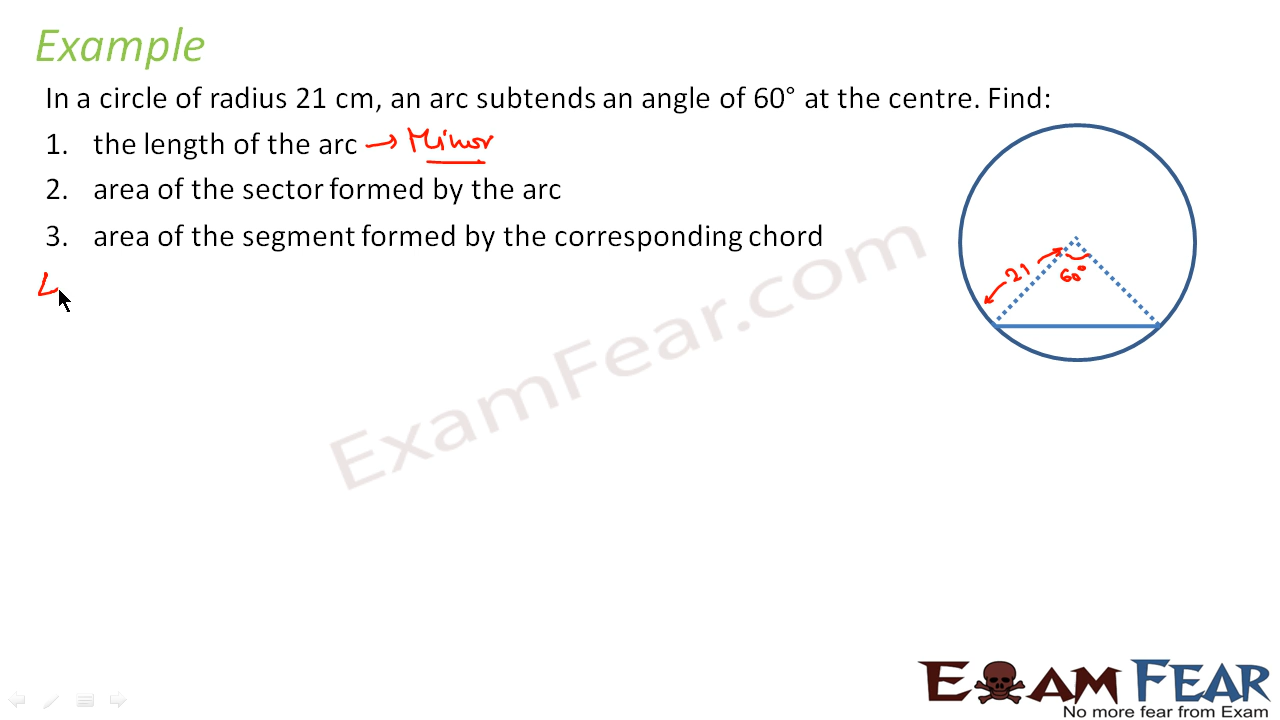 Example
In a circle of radius 21 cm, an arc subtends an angle of 60° at the centre. Find:
1. the length of the arc → Minor
2. area of the sector formed by the arc
3. area of the segment formed by the corresponding chord
L
21
60°
ExamFear.com
EXAM FEAR
No more fear from Exam